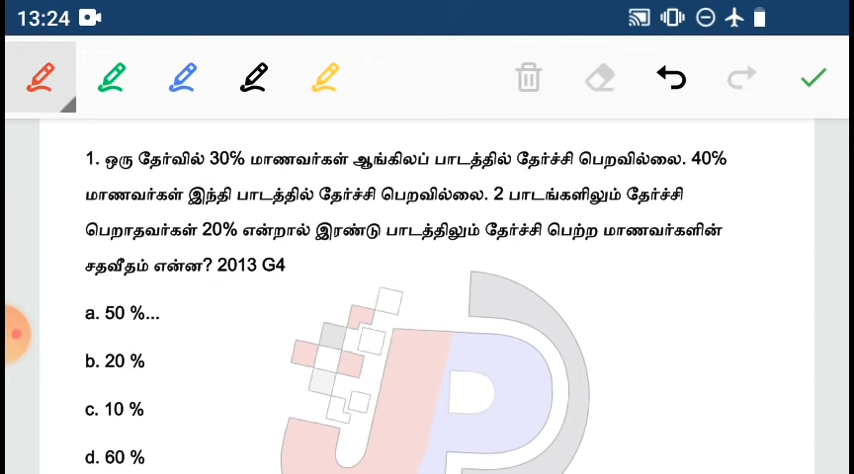 13:24
1. ஒரு தேர்வில் 30% மாணவர்கள் ஆங்கிலப் பாடத்தில் தேர்ச்சி பெறவில்லை. 40%
மாணவர்கள் இந்தி பாடத்தில் தேர்ச்சி பெறவில்லை. 2 பாடங்களிலும் தேர்ச்சி
பெறாதவர்கள் 20% என்றால் இரண்டு பாடத்திலும் தேர்ச்சி பெற்ற மாணவர்களின்
சதவீதம் என்ன? 2013 G4
a. 50 %...
b. 20 %
c. 10 %
d. 60 %
JP